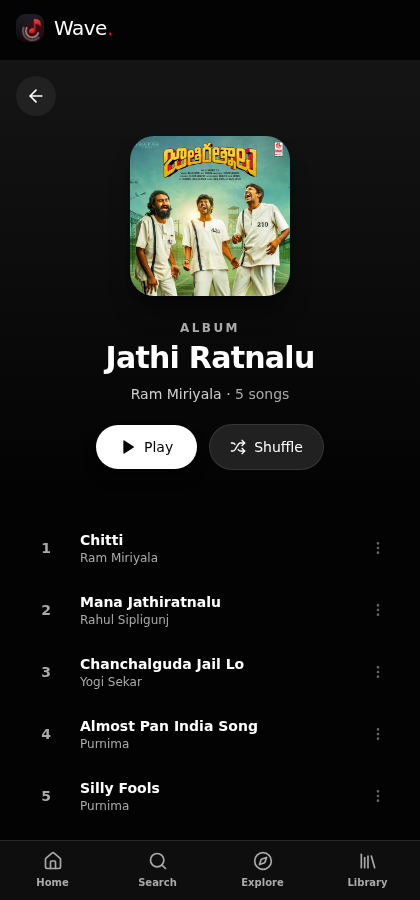 Wave.
జాతిరత్నాలు
210
ALBUM
Jathi Ratnalu
Ram Miriyala · 5 songs
Play
Shuffle
1
Chitti
Ram Miriyala
2
Mana Jathiratnalu
Rahul Sipligunj
3
Chanchalguda Jail Lo
Yogi Sekar
4
Almost Pan India Song
Purnima
5
Silly Fools
Purnima
Home
Search
Explore
Library